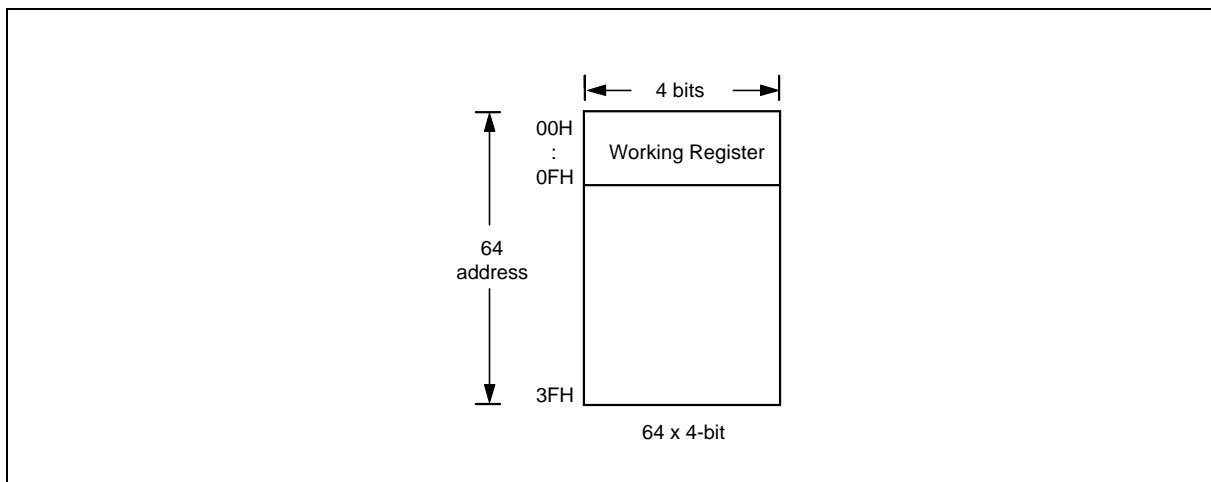 4 bits
00H
:
0FH
Working Register
64
address
3FH
64 x 4-bit